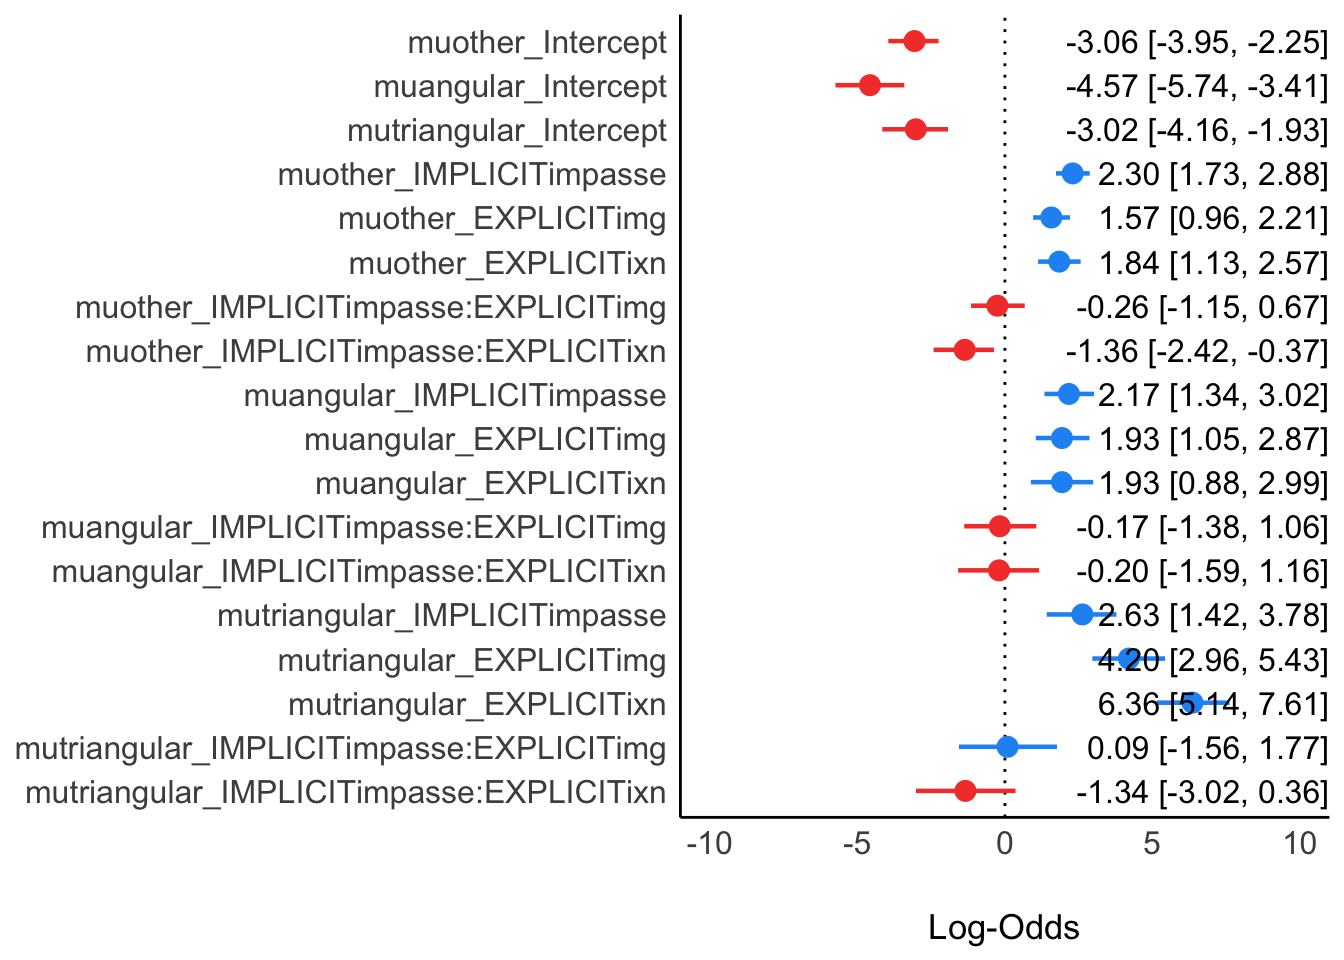 muother_Intercept -3.06 [-3.95, -2.25]
muangular_Intercept -4.57 [-5.74, -3.41]
mutriangular_Intercept -3.02 [-4.16, -1.93]
muother_IMPLICITimpasse 2.30 [1.73, 2.88]
muother_EXPLICITimg 1.57 [0.96, 2.21]
muother_EXPLICITixn 1.84 [1.13, 2.57]
muother_IMPLICITimpasse:EXPLICITimg -0.26 [-1.15, 0.67]
muother_IMPLICITimpasse:EXPLICITixn -1.36 [-2.42, -0.37]
muangular_IMPLICITimpasse 2.17 [1.34, 3.02]
muangular_EXPLICITimg 1.93 [1.05, 2.87]
muangular_EXPLICITixn 1.93 [0.88, 2.99]
muangular_IMPLICITimpasse:EXPLICITimg -0.17 [-1.38, 1.06]
muangular_IMPLICITimpasse:EXPLICITixn -0.20 [-1.59, 1.16]
mutriangular_IMPLICITimpasse 2.63 [1.42, 3.78]
mutriangular_EXPLICITimg 4.20 [2.96, 5.43]
mutriangular_EXPLICITixn 6.36 [5.14, 7.61]
mutriangular_IMPLICITimpasse:EXPLICITimg 0.09 [-1.56, 1.77]
mutriangular_IMPLICITimpasse:EXPLICITixn -1.34 [-3.02, 0.36]
-10 -5 0 5 10
Log-Odds